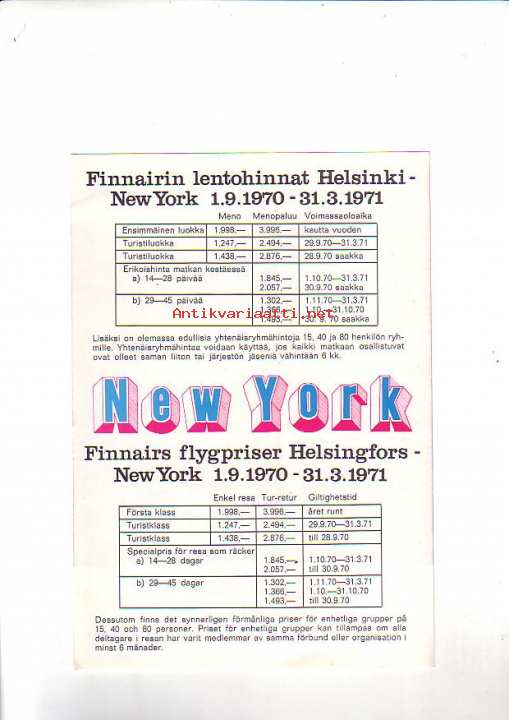 Finnairin lentohinnat Helsinki -
New York 1.9.1970 - 31.3.1971
Meno Menopaluu Voimassaoloaika
Ensimmäinen luokka 1.998,— 3.996,— kautta vuoden
Turistiluokka 1.247,— 2.494,— 29.9.70—31.3.71
Turistiluokka 1.438,— 2.876,— 28.9.70 saakka
Erikoishinta matkan kestäessä
a) 14—28 päivää 1.845,— 1.10.70—31.3.71
2.057,— 30.9.70 saakka
b) 29—45 päivää 1.302,— 1.11.70—31.3.71
1.366,— 1.10.—31.10.70
1.493,— 30. 9. 70 saakka
Antikvariaatti.net
Lisäksi on olemassa edullisia yhtenäisryhmähintoja 15, 40 ja 80 henkilön ryh-
mille. Yhtenäisryhmähintoa voidaan käyttää, jos kaikki matkaan osallistuvat
ovat olleet saman liiton tai järjestön jäseniä vähintään 6 kk.
New York
Finnairs flygpriser Helsingfors -
New York 1.9.1970 - 31.3.1971
Enkel resa Tur-retur Giltighetstid
Första klass 1.998,— 3.996,— året runt
Turistklass 1.247,— 2.494,— 29.9.70—31.3.71
Turistklass 1.438,— 2.876,— till 28.9.70
Specialpris för resa som räcker
a) 14—28 dagar 1.845,— 1.10.70—31.3.71
2.057,— till 30.9.70
b) 29—45 dagar 1.302,— 1.11.70—31.3.71
1.366,— 1.10.—31.10.70
1.493,— till 30.9.70
Dessutom finns det synnerligen förmånliga priser för enhetliga grupper på
15, 40 och 80 personer. Priset för enhetliga grupper kan tillämpas om alla
deltagare i resan har varit medlemmar av samma förbund eller organisation i
minst 6 månader.